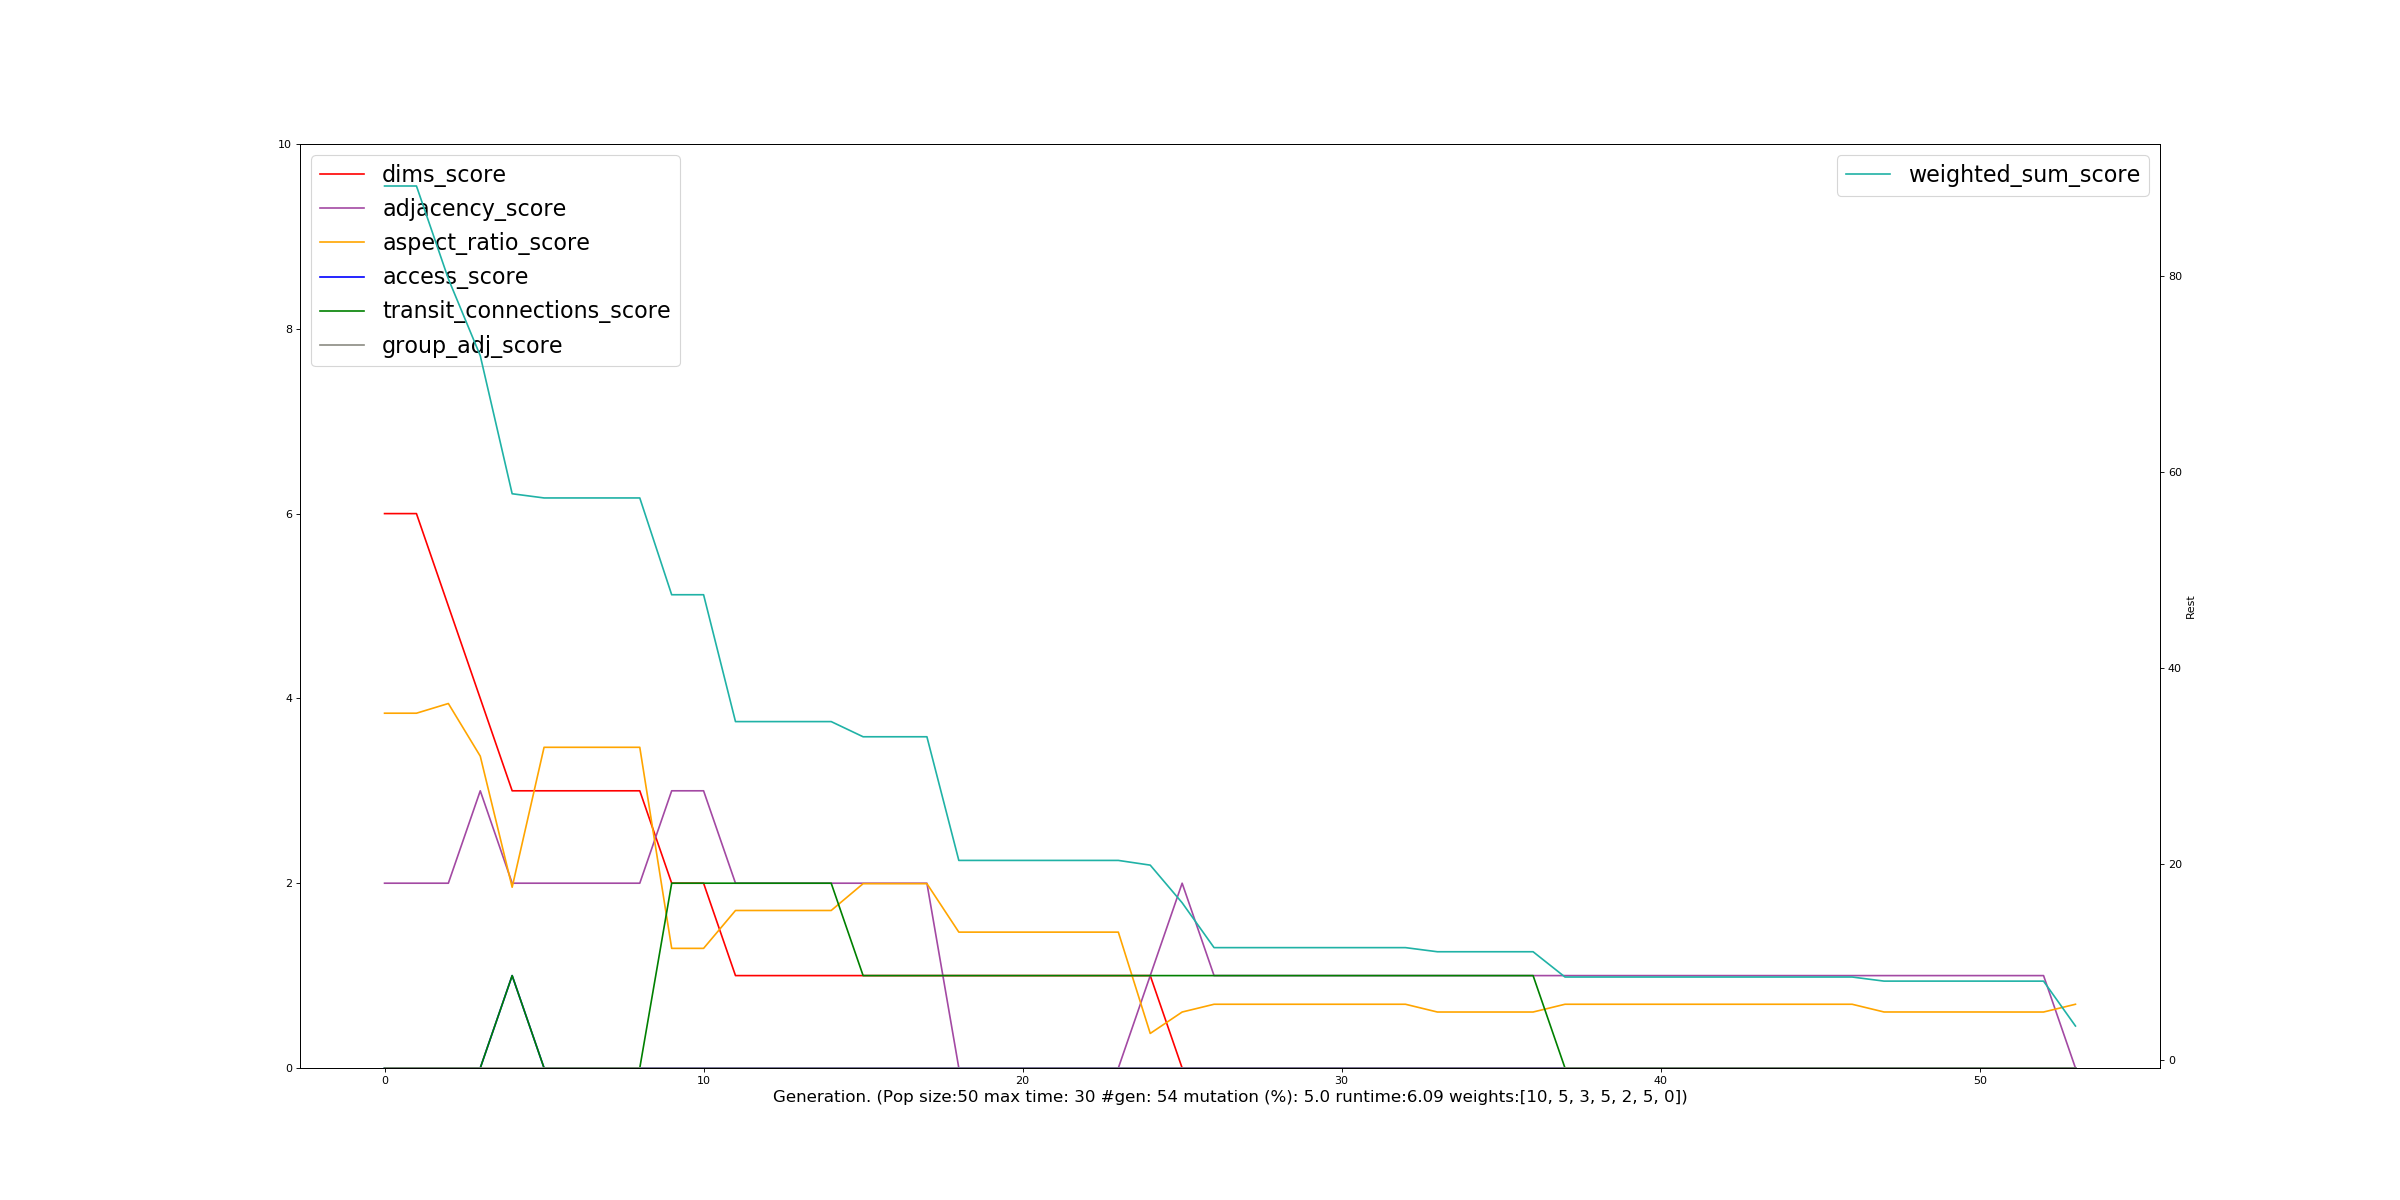 10
8
6
4
2
0
dims_score
adjacency_score
aspect_ratio_score
access_score
transit_connections_score
group_adj_score
weighted_sum_score
80
60
40
20
0
Rest
0 10 20 30 40 50
Generation. (Pop size:50 max time: 30 #gen: 54 mutation (%): 5.0 runtime:6.09 weights:[10, 5, 3, 5, 2, 5, 0])